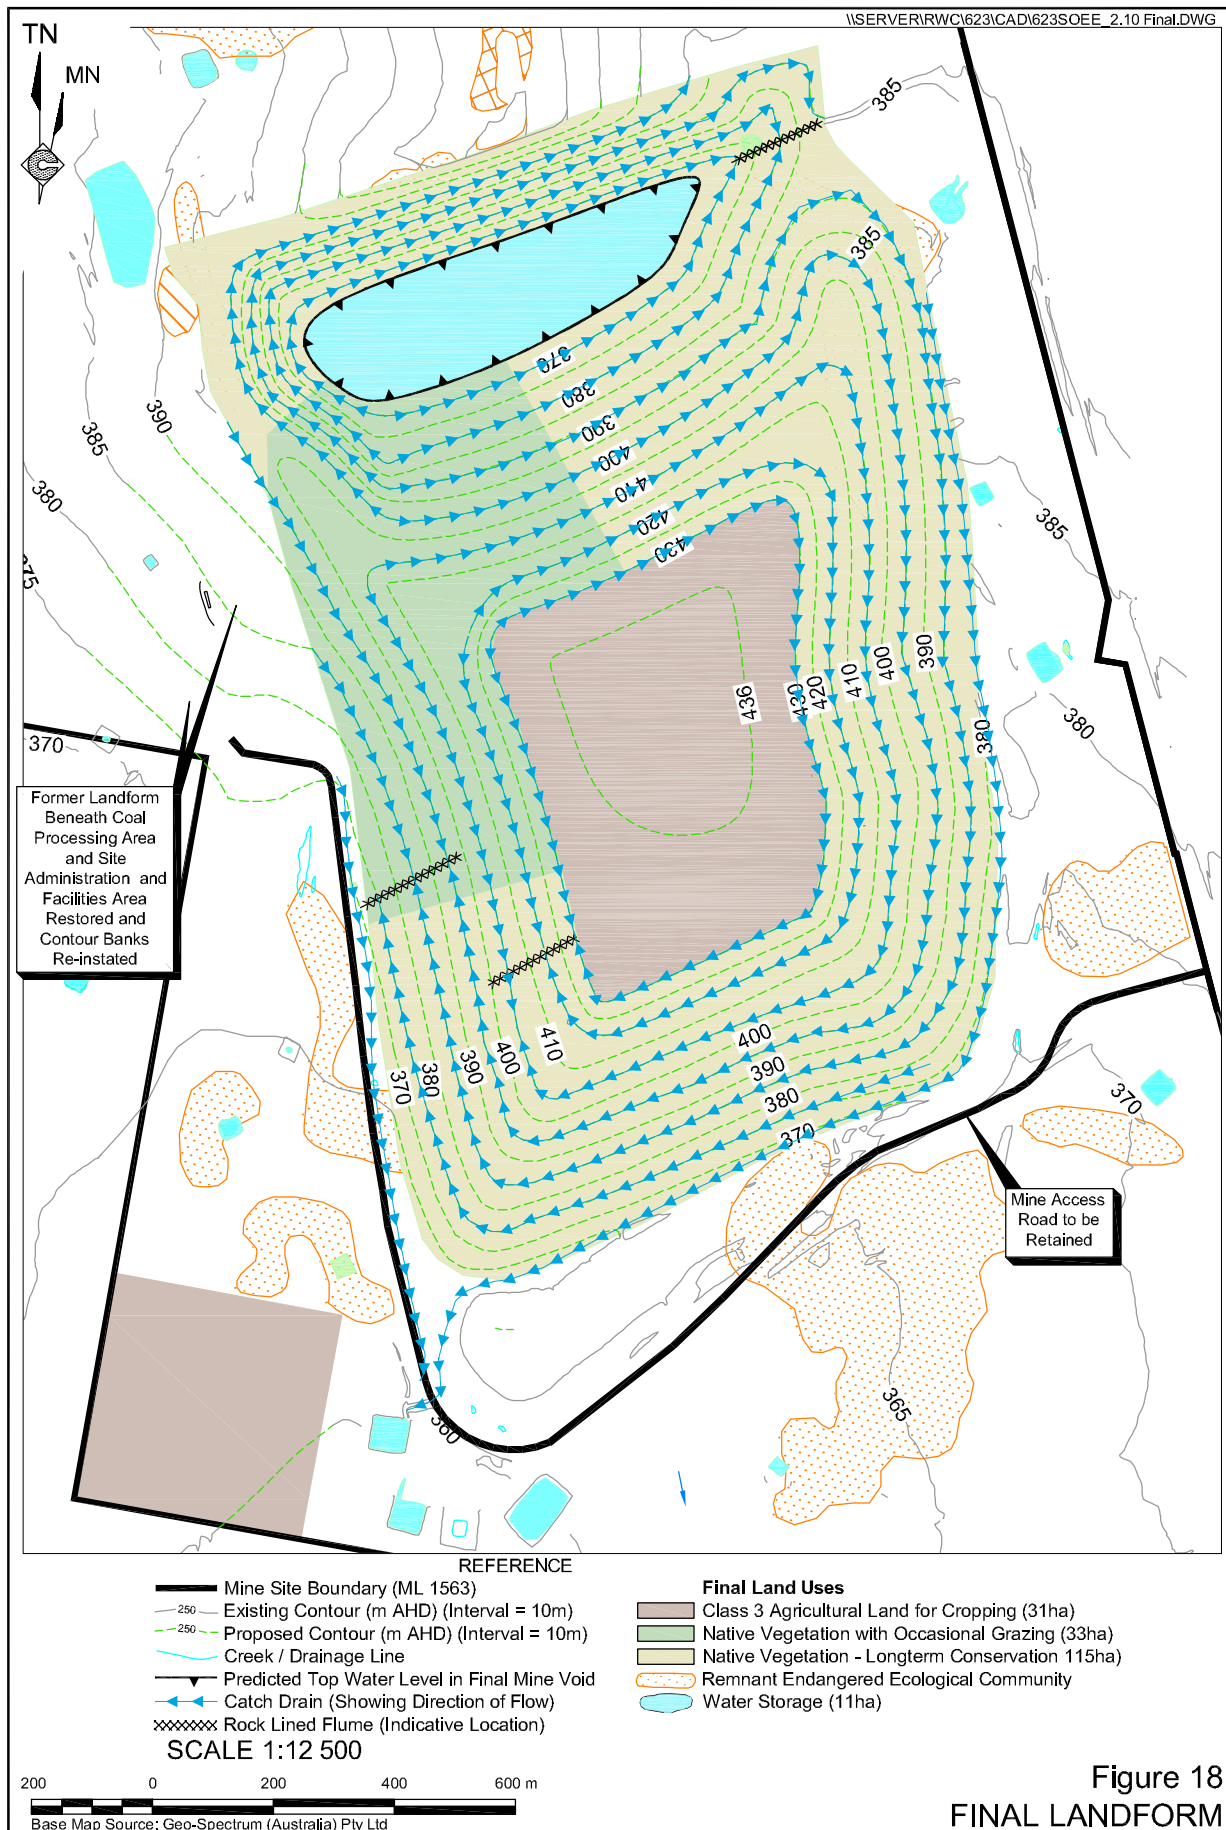 \\SERVER\RWC\623\CAD\623SOEE_2.10 Final.DWG
TN
MN
385
385
390
385
380
375
370
380
390
400
410
420
430
385
380
436
430
420
410
400
390
380
370
Former Landform
Beneath Coal
Processing Area
and Site
Administration and
Facilities Area
Restored and
Contour Banks
Re-instated
370
380
390
400
410
400
390
380
370
370
Mine Access
Road to be
Retained
365
360
REFERENCE
Mine Site Boundary (ML 1563)
250 Existing Contour (m AHD) (Interval = 10m)
250 Proposed Contour (m AHD) (Interval = 10m)
Creek / Drainage Line
Predicted Top Water Level in Final Mine Void
Catch Drain (Showing Direction of Flow)
Rock Lined Flume (Indicative Location)
Final Land Uses
Class 3 Agricultural Land for Cropping (31ha)
Native Vegetation with Occasional Grazing (33ha)
Native Vegetation - Longterm Conservation 115ha)
Remnant Endangered Ecological Community
Water Storage (11ha)
SCALE 1:12 500
200 0 200 400 600 m
Base Map Source: Geo-Spectrum (Australia) Pty Ltd
Figure 18
FINAL LANDFORM